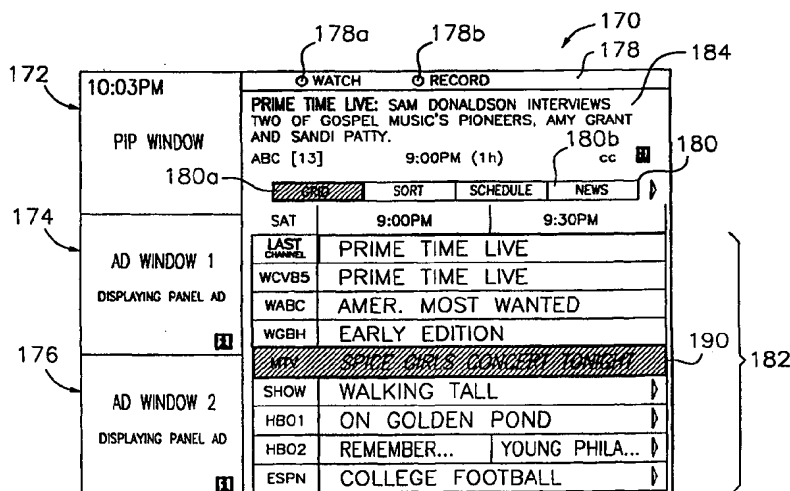 170
178a 178b 178
172 184
10:03PM
WATCH RECORD
PRIME TIME LIVE: SAM DONALDSON INTERVIEWS
TWO OF GOSPEL MUSIC'S PIONEERS, AMY GRANT
AND SANDI PATTY.
PIP WINDOW
ABC [13] 9:00PM (1h) CC
180b
180a 180
GRID SORT SCHEDULE NEWS
174
SAT 9:00PM 9:30PM
AD WINDOW 1
DISPLAYING PANEL AD
LAST CHANNEL PRIME TIME LIVE
WCVB5 PRIME TIME LIVE
WABC AMER. MOST WANTED
WGBH EARLY EDITION
176
MTV SPICE GIRLS CONCERT TONIGHT
190
182
AD WINDOW 2
DISPLAYING PANEL AD
SHOW WALKING TALL
HBO1 ON GOLDEN POND
HBO2 REMEMBER... YOUNG PHILA...
ESPN COLLEGE FOOTBALL